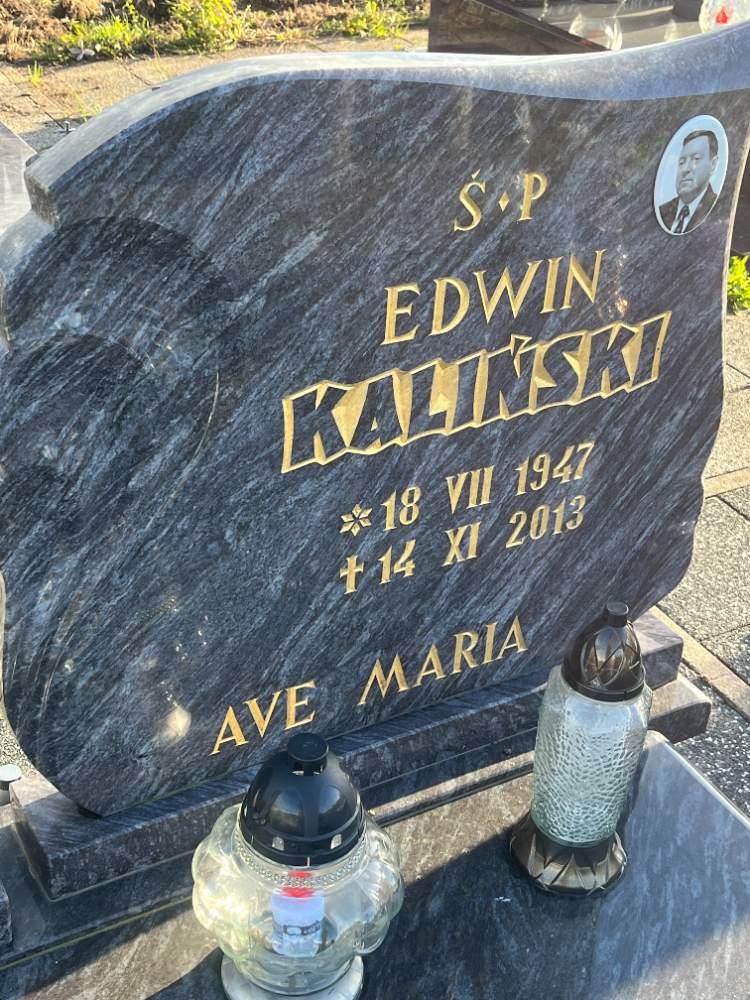 Ś.P
EDWIN
KALIŃSKI
* 18 VII 1947
✝ 14 XI 2013
AVE MARIA